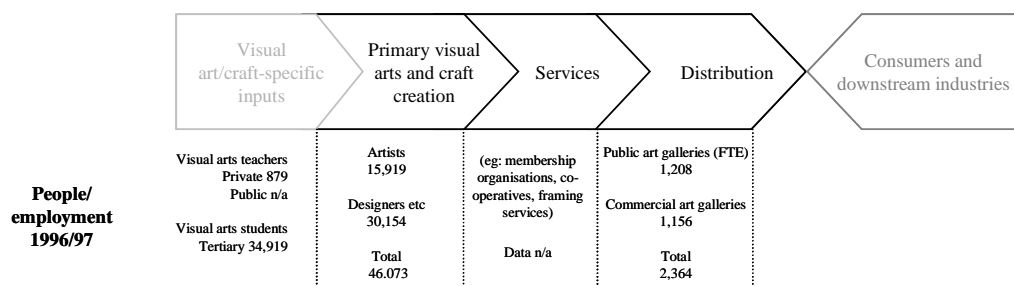 Visual
art/craft-specific
inputs
Primary visual
arts and craft
creation
Services
Distribution
Consumers and
downstream industries
People/
employment
1996/97
Visual arts teachers
Private 879
Public n/a
Visual arts students
Tertiary 34,919
Artists
15,919
Designers etc
30,154
Total
46.073
(eg: membership
organisations, co-
operatives, framing
services)
Data n/a
Public art galleries (FTE)
1,208
Commercial art galleries
1,156
Total
2,364